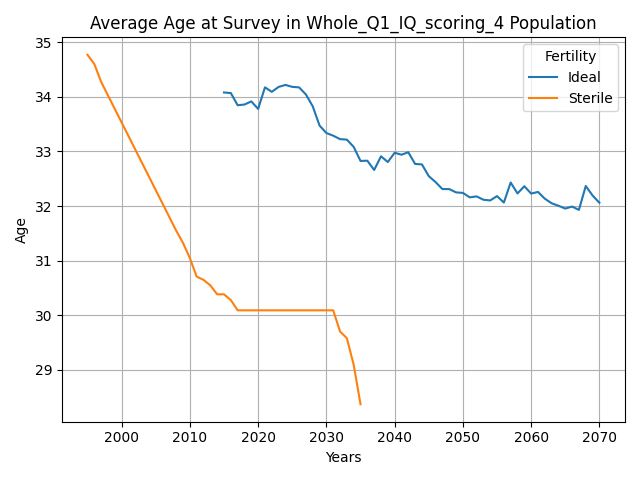 Average Age at Survey in Whole_Q1_IQ_scoring_4 Population
Fertility
Ideal
Sterile
35
34
33
32
31
30
29
Age
2000 2010 2020 2030 2040 2050 2060 2070
Years